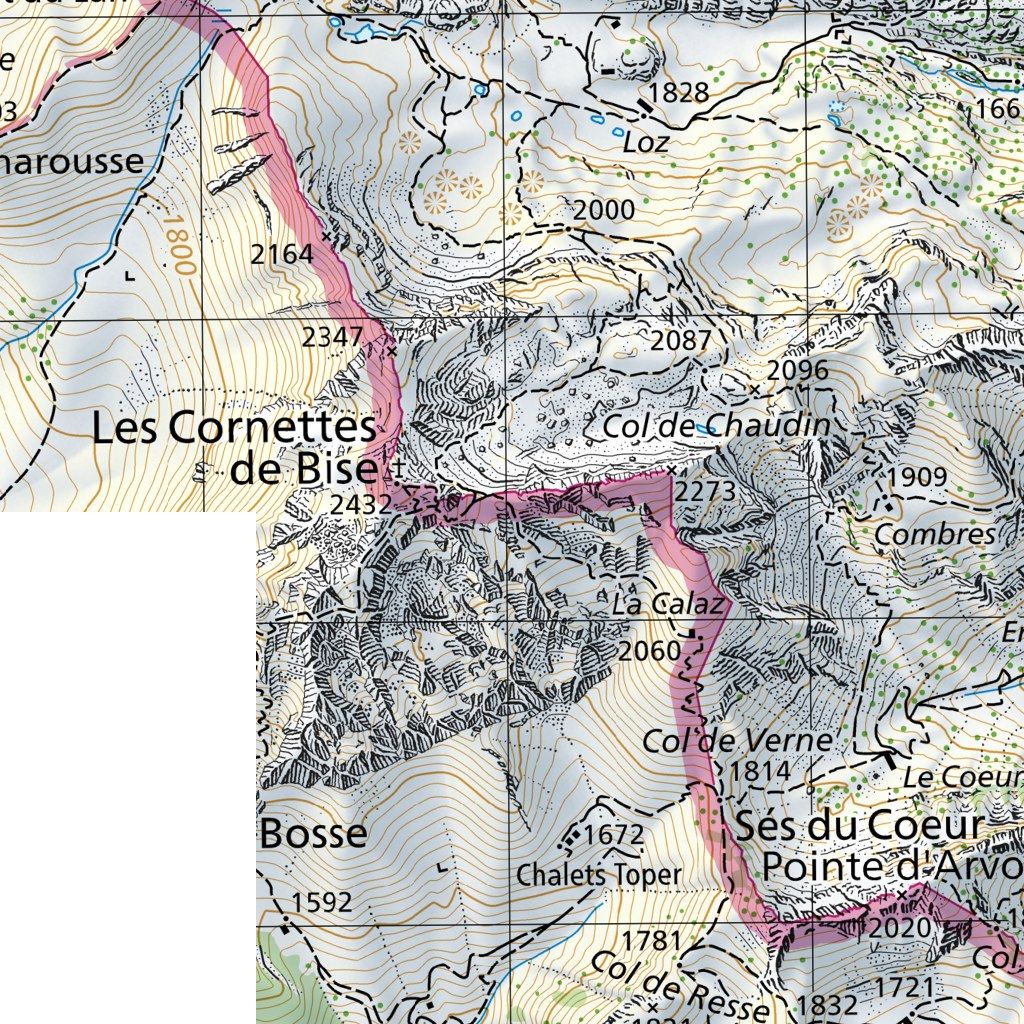 1828
166
Loz
harousse
2000
1800
2164
2347
2087
2096
Les Cornettes
de Bise
Col de Chaudin
2432
2273
1909
Combres
La Calaz
2060
Col de Verne
1814
Le Coeur
Bosse
1672
Sés du Coeur
Chalets Toper
Pointe d'Arvo
1592
1781
2020
Col
Col de Resse
1721
1832